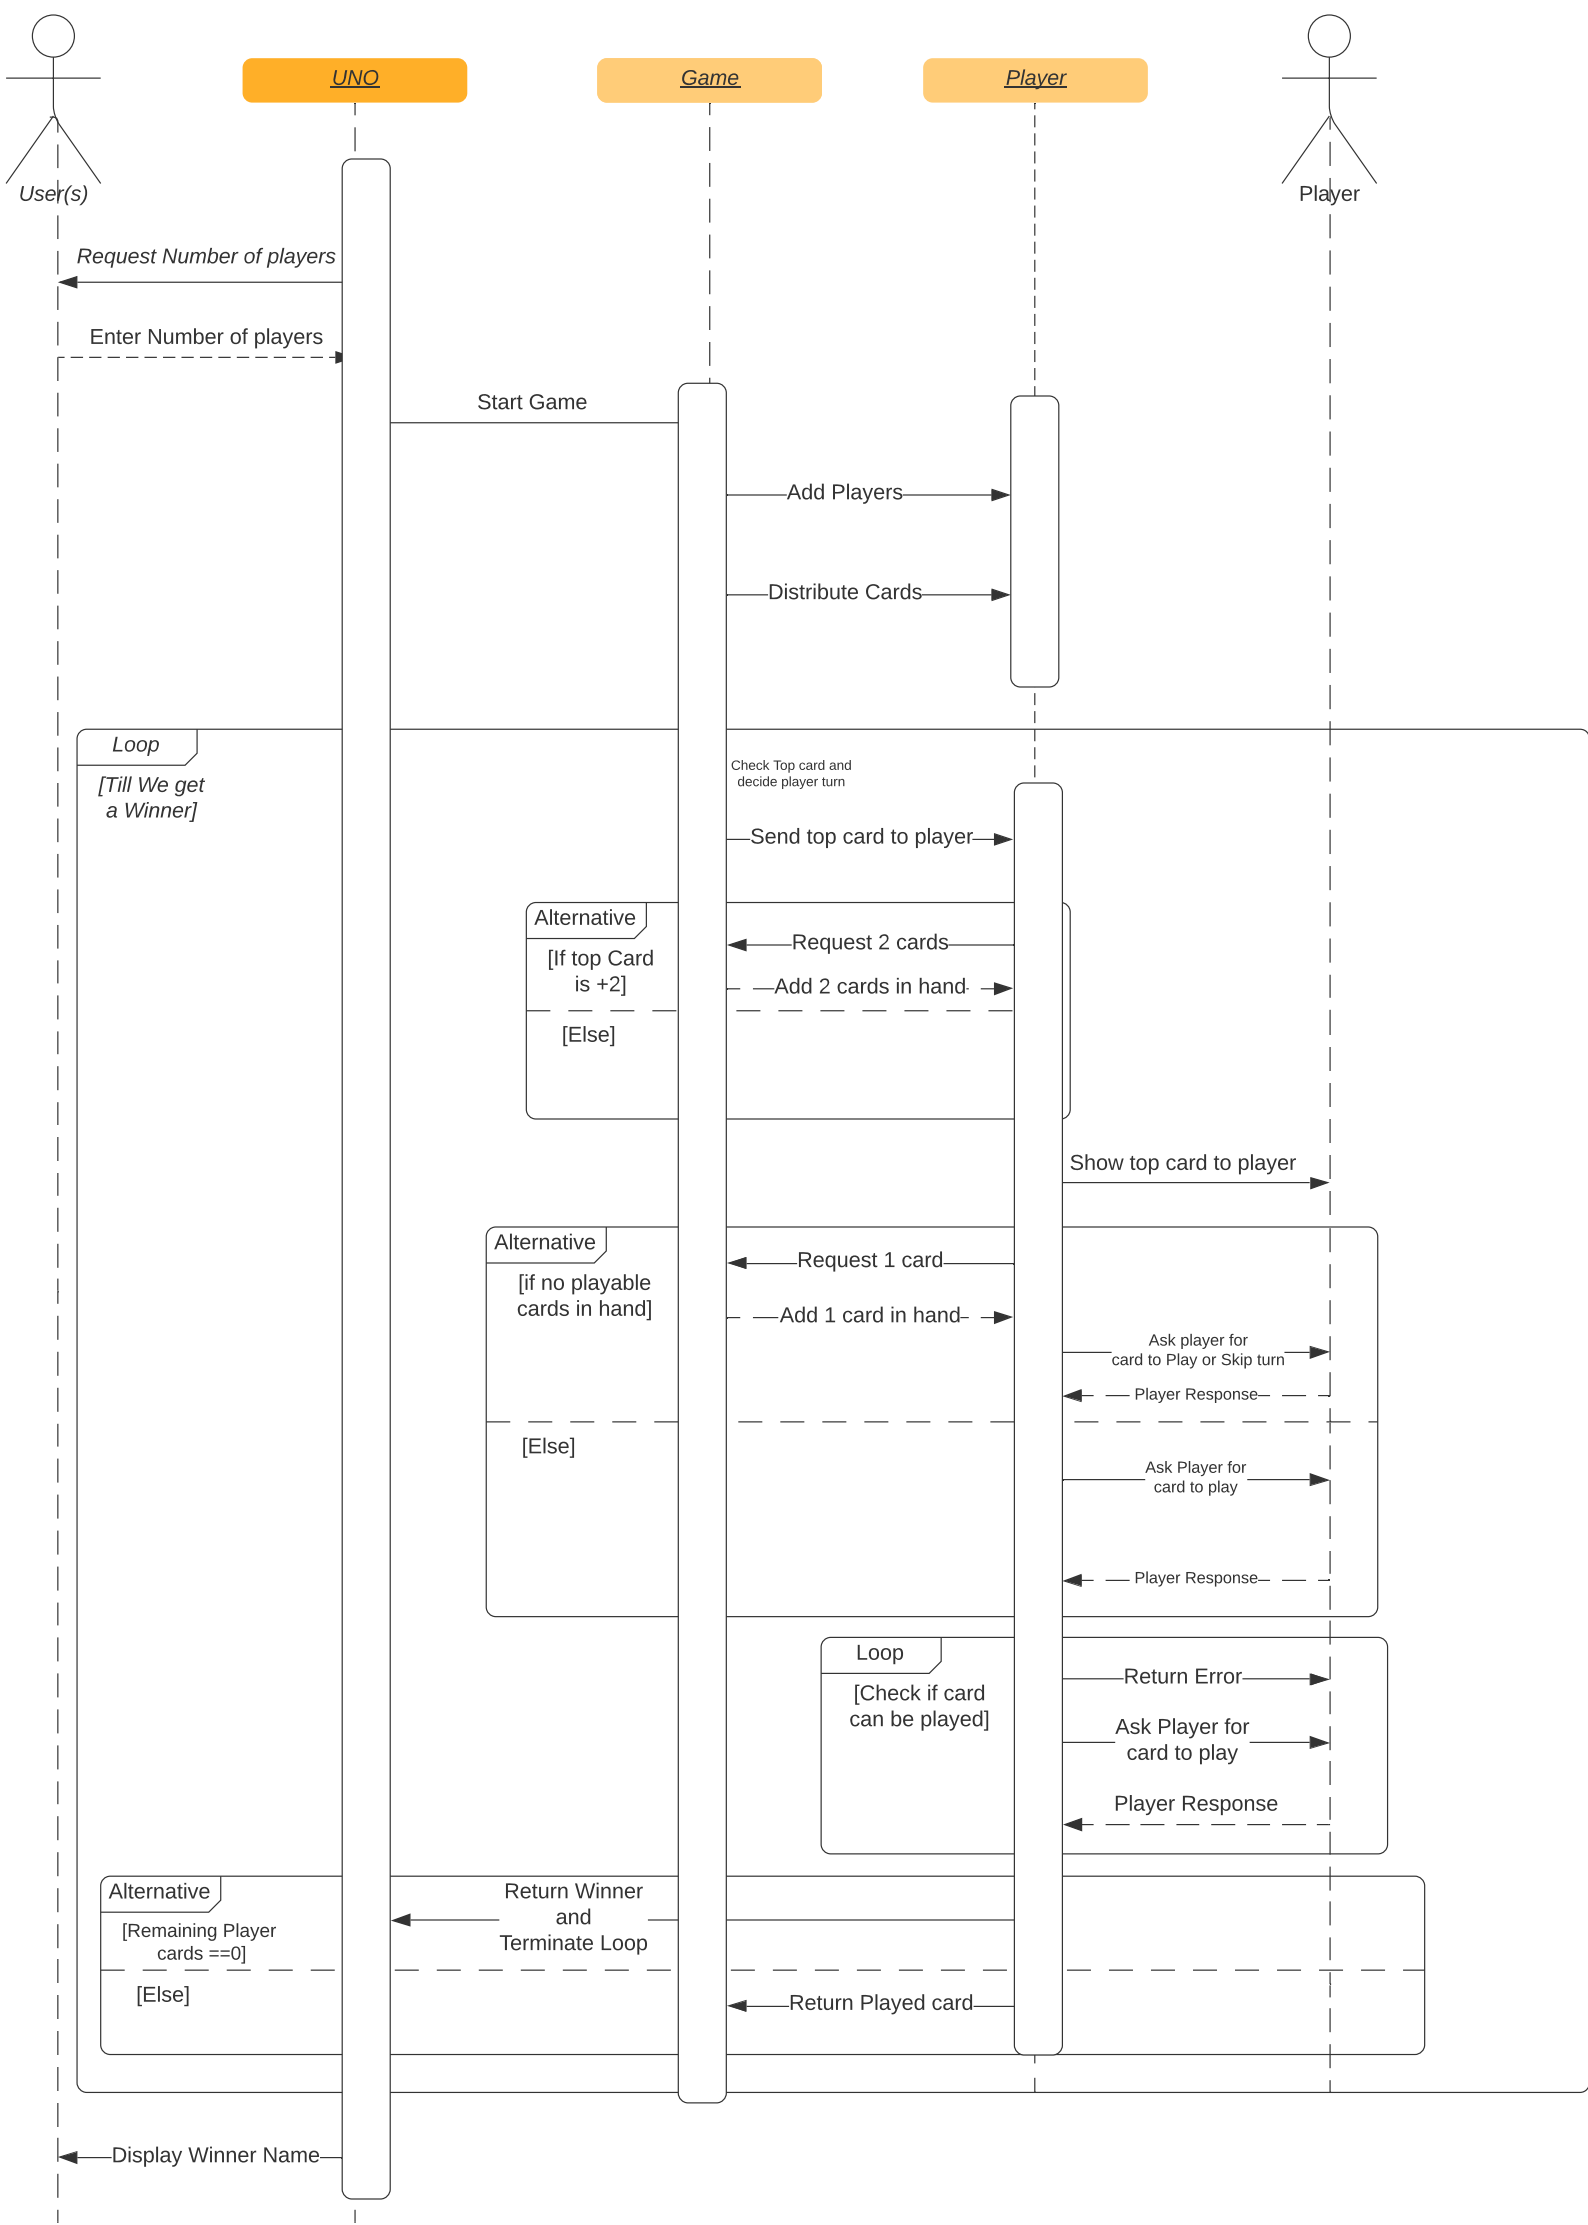 UNO
Game
Player
User(s)
Player
Request Number of players
Enter Number of players
Start Game
Add Players
Distribute Cards
Loop
[Till We get
a Winner]
Check Top card and
decide player turn
Send top card to player
Alternative
[If top Card
is +2]
Request 2 cards
Add 2 cards in hand
[Else]
Show top card to player
Alternative
[if no playable
cards in hand]
Request 1 card
Add 1 card in hand
Ask player for
card to Play or Skip turn
Player Response
[Else]
Ask Player for
card to play
Player Response
Loop
[Check if card
can be played]
Return Error
Ask Player for
card to play
Player Response
Alternative
[Remaining Player
cards ==0]
Return Winner
and
Terminate Loop
[Else]
Return Played card
Display Winner Name